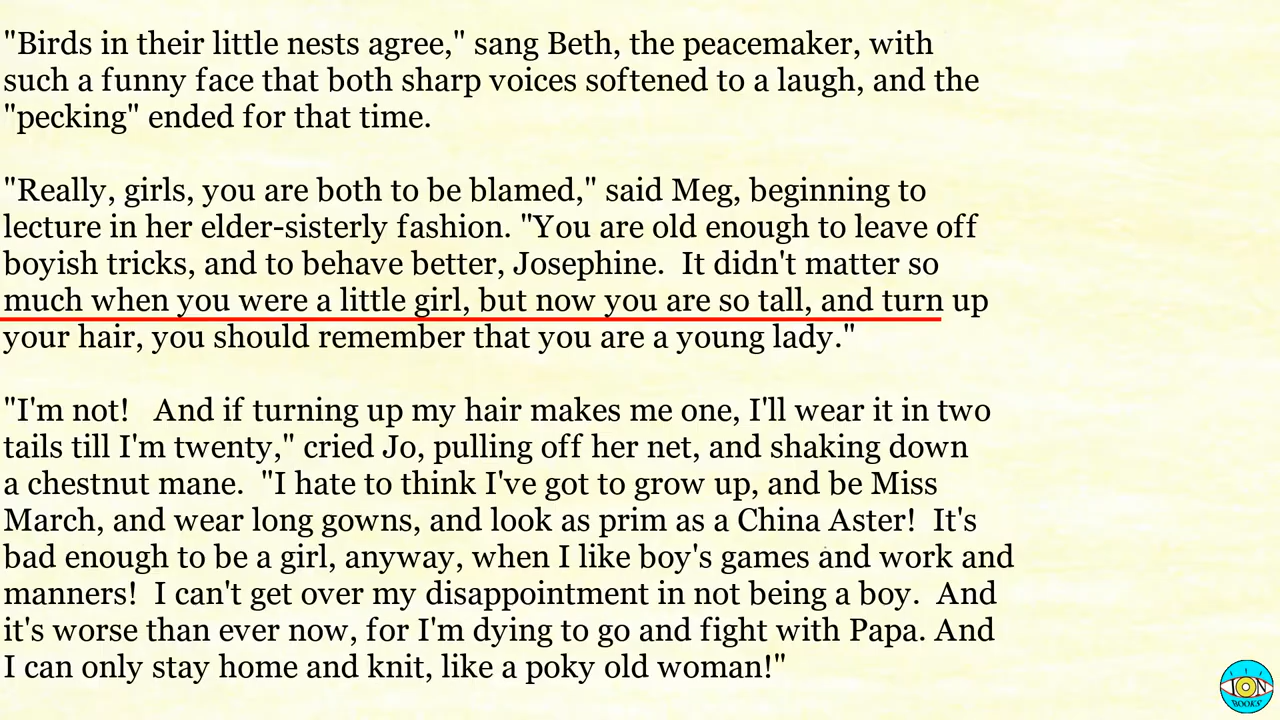 "Birds in their little nests agree," sang Beth, the peacemaker, with
such a funny face that both sharp voices softened to a laugh, and the
"pecking" ended for that time.
"Really, girls, you are both to be blamed," said Meg, beginning to
lecture in her elder-sisterly fashion. "You are old enough to leave off
boyish tricks, and to behave better, Josephine.  It didn't matter so
much when you were a little girl, but now you are so tall, and turn up
your hair, you should remember that you are a young lady."
"I'm not!   And if turning up my hair makes me one, I'll wear it in two
tails till I'm twenty," cried Jo, pulling off her net, and shaking down
a chestnut mane.  "I hate to think I've got to grow up, and be Miss
March, and wear long gowns, and look as prim as a China Aster!  It's
bad enough to be a girl, anyway, when I like boy's games and work and
manners!  I can't get over my disappointment in not being a boy.  And
it's worse than ever now, for I'm dying to go and fight with Papa. And
I can only stay home and knit, like a poky old woman!"
ION
BOOKS